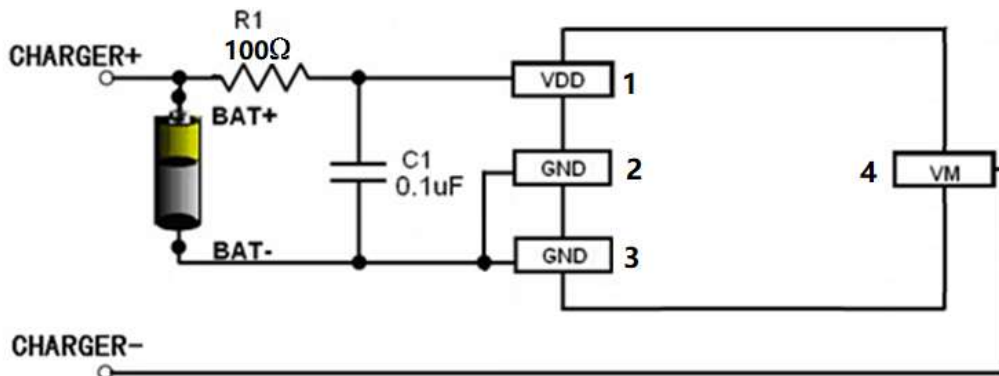 R1
100Ω
CHARGER+
BAT+
VDD 1
C1
0.1uF
GND 2
4 VM
BAT-
GND 3
CHARGER-